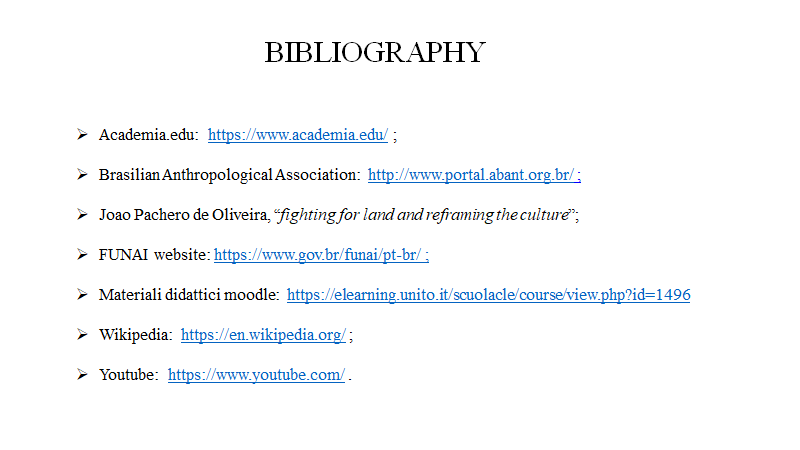 BIBLIOGRAPHY
➢ Academia.edu: https://www.academia.edu/ ;
➢ Brasilian Anthropological Association: http://www.portal.abant.org.br/ ;
➢ Joao Pachero de Oliveira, “fighting for land and reframing the culture”;
➢ FUNAI website: https://www.gov.br/funai/pt-br/ ;
➢ Materiali didattici moodle: https://elearning.unito.it/scuolacle/course/view.php?id=1496
➢ Wikipedia: https://en.wikipedia.org/ ;
➢ Youtube: https://www.youtube.com/ .